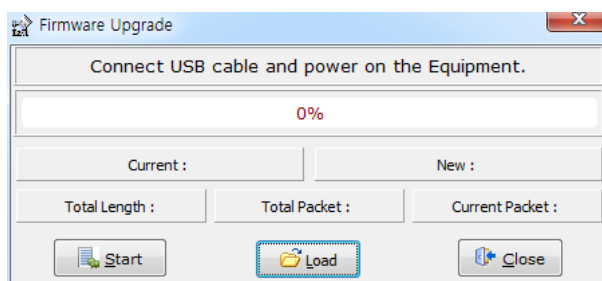 Firmware Upgrade
Connect USB cable and power on the Equipment.
0%
Current : New :
Total Length : Total Packet : Current Packet :
Start Load Close